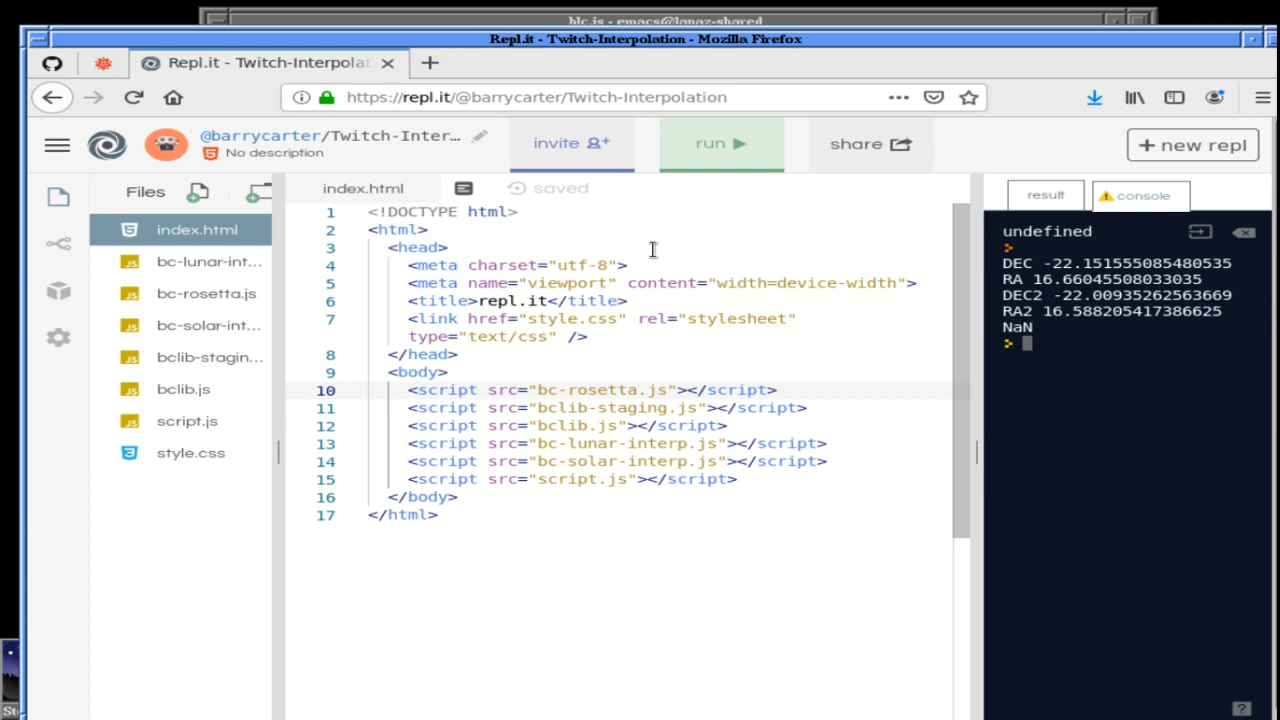 blc.js - emacs@lanaz-shared
Repl.it - Twitch-Interpolation - Mozilla Firefox
Repl.it - Twitch-Interpolat
https://repl.it/@barrycarter/Twitch-Interpolation
@barrycarter/Twitch-Inter...
No description
invite
run
share
+ new repl
Files
index.html
bc-lunar-int...
bc-rosetta.js
bc-solar-int...
bclib-stagin...
bclib.js
script.js
style.css
index.html
saved
1 <!DOCTYPE html>
2 <html>
3 <head>
4 <meta charset="utf-8">
5 <meta name="viewport" content="width=device-width">
6 <title>repl.it</title>
7 <link href="style.css" rel="stylesheet"
type="text/css" />
8 </head>
9 <body>
10 <script src="bc-rosetta.js"></script>
11 <script src="bclib-staging.js"></script>
12 <script src="bclib.js"></script>
13 <script src="bc-lunar-interp.js"></script>
14 <script src="bc-solar-interp.js"></script>
15 <script src="script.js"></script>
16 </body>
17 </html>
result
console
undefined
>
DEC -22.151555085480535
RA 16.66045508033035
DEC2 -22.00935262563669
RA2 16.588205417386625
NaN
>
?